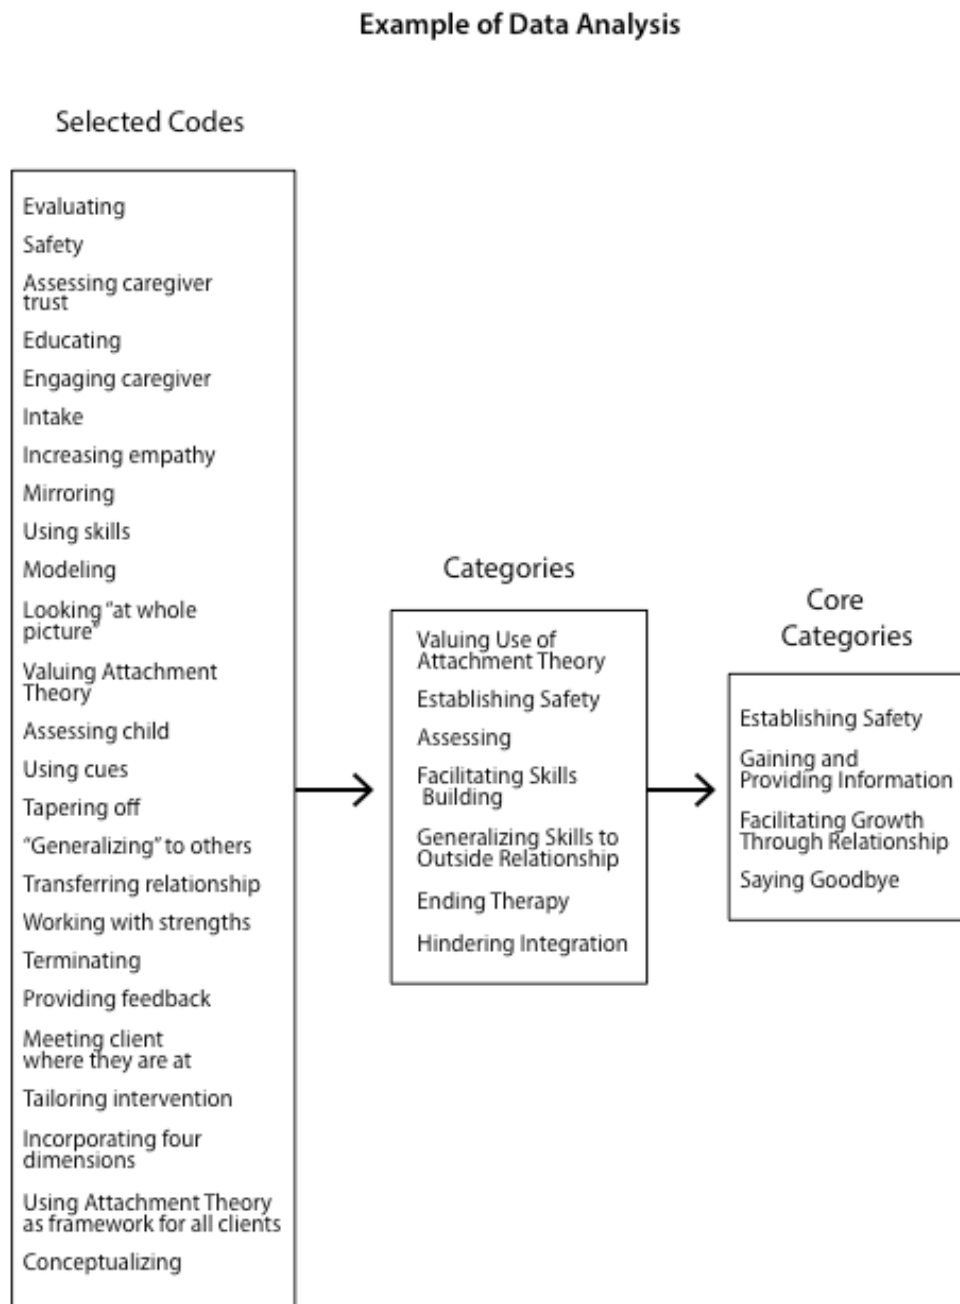 Example of Data Analysis
Selected Codes
Evaluating
Safety
Assessing caregiver
trust
Educating
Engaging caregiver
Intake
Increasing empathy
Mirroring
Using skills
Modeling
Looking "at whole
picture"
Valuing Attachment
Theory
Assessing child
Using cues
Tapering off
"Generalizing" to others
Transferring relationship
Working with strengths
Terminating
Providing feedback
Meeting client
where they are at
Tailoring intervention
Incorporating four
dimensions
Using Attachment Theory
as framework for all clients
Conceptualizing
Categories
Valuing Use of
Attachment Theory
Establishing Safety
Assessing
Facilitating Skills
Building
Generalizing Skills to
Outside Relationship
Ending Therapy
Hindering Integration
Core
Categories
Establishing Safety
Gaining and
Providing Information
Facilitating Growth
Through Relationship
Saying Goodbye